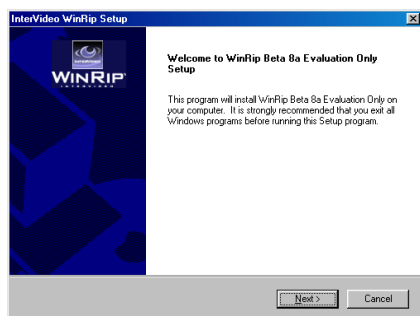 InterVideo WinRip Setup
WINRIP
INTERVIDEO
Welcome to WinRip Beta 8a Evaluation Only
Setup
This program will install WinRip Beta 8a Evaluation Only on
your computer. It is strongly recommended that you exit all
Windows programs before running this Setup program.
Next >
Cancel